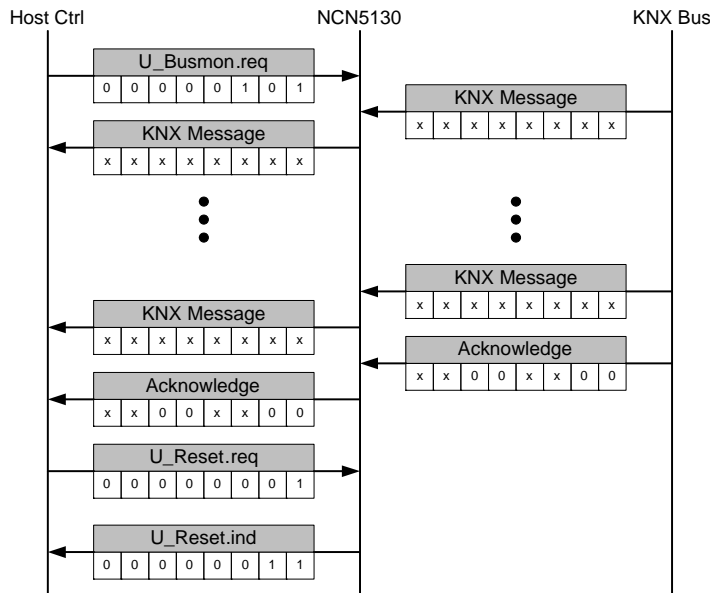 Host Ctrl NCN5130 KNX Bus
U_Busmon.req
0 0 0 0 0 1 0 1
KNX Message
x x x x x x x x
KNX Message
x x x x x x x x
KNX Message
x x x x x x x x
KNX Message
x x x x x x x x
Acknowledge
x x 0 0 x x 0 0
Acknowledge
x x 0 0 x x 0 0
U_Reset.req
0 0 0 0 0 0 0 1
U_Reset.ind
0 0 0 0 0 0 1 1